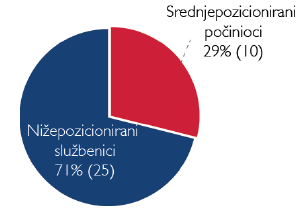 Srednjepozicionirani
počinioci
29% (10)
Nižepozicionirani
službenici
71% (25)